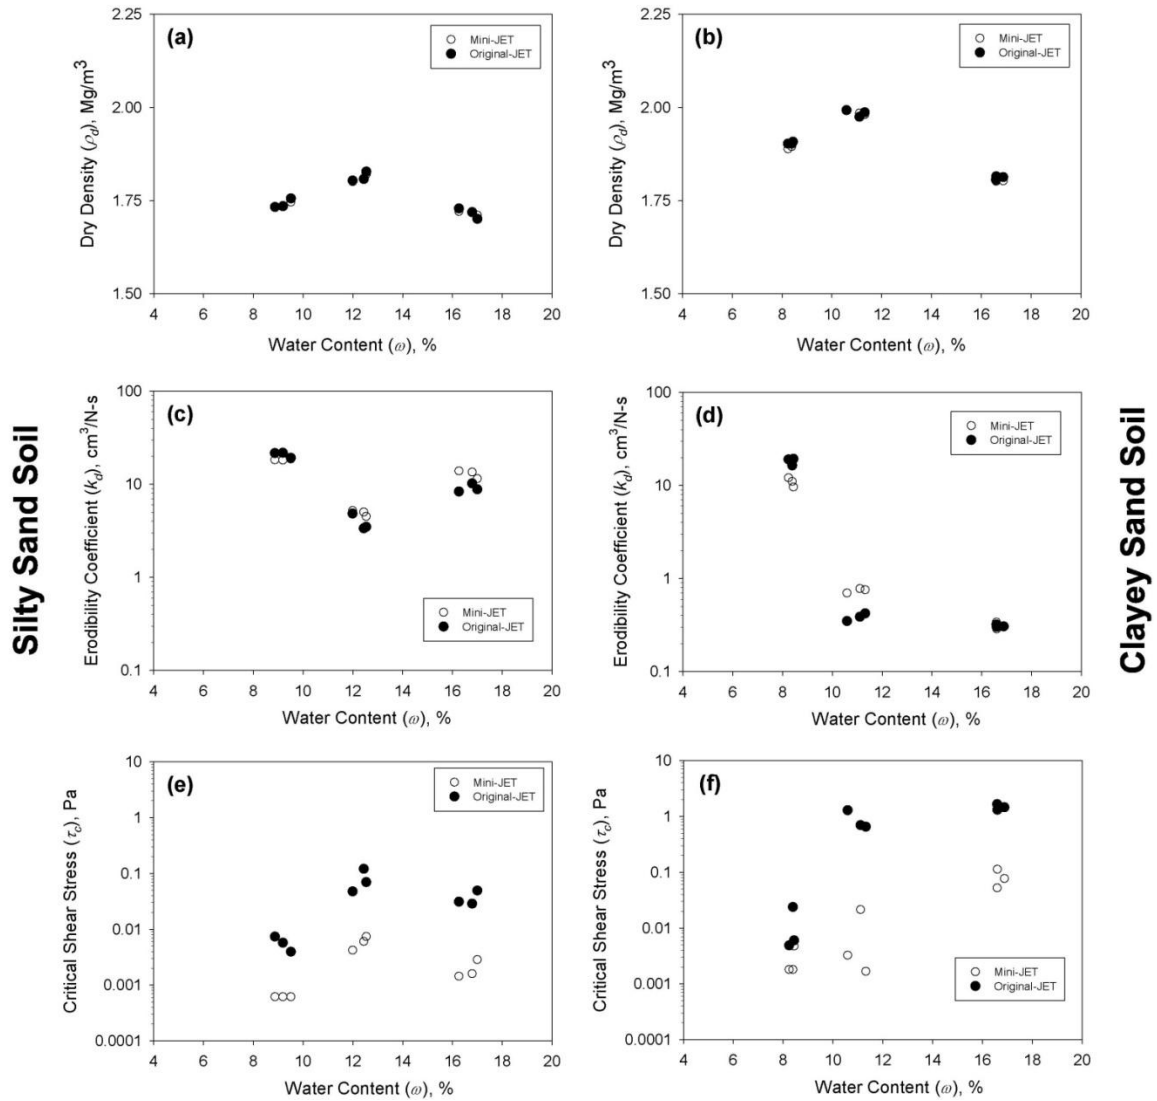 Silty Sand Soil
Clayey Sand Soil
(a)
Mini-JET
Original-JET
Dry Density (ρd), Mg/m³
2.25
2.00
1.75
1.50
4 6 8 10 12 14 16 18 20
Water Content (ω), %
(b)
Mini-JET
Original-JET
Dry Density (ρd), Mg/m³
2.25
2.00
1.75
1.50
4 6 8 10 12 14 16 18 20
Water Content (ω), %
(c)
Mini-JET
Original-JET
Erodibility Coefficient (kd), cm³/N-s
100
10
1
0.1
4 6 8 10 12 14 16 18 20
Water Content (ω), %
(d)
Mini-JET
Original-JET
Erodibility Coefficient (kd), cm³/N-s
100
10
1
0.1
4 6 8 10 12 14 16 18 20
Water Content (ω), %
(e)
Mini-JET
Original-JET
Critical Shear Stress (τc), Pa
10
1
0.1
0.01
0.001
0.0001
4 6 8 10 12 14 16 18 20
Water Content (ω), %
(f)
Mini-JET
Original-JET
Critical Shear Stress (τc), Pa
10
1
0.1
0.01
0.001
0.0001
4 6 8 10 12 14 16 18 20
Water Content (ω), %